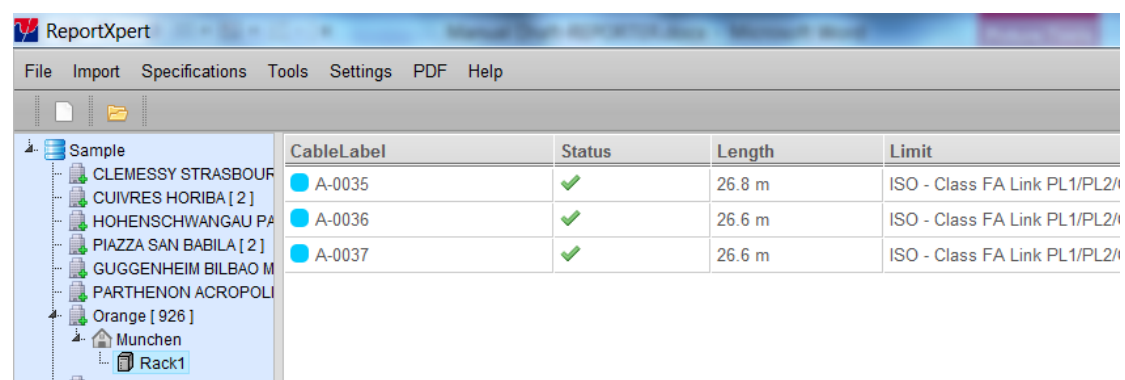 ReportXpert
File Import Specifications Tools Settings PDF Help
Sample
CLEMESSY STRASBOUR
CUIVRES HORIBA [ 2 ]
HOHENSCHWANGAU PA
PIAZZA SAN BABILA [ 2 ]
GUGGENHEIM BILBAO M
PARTHENON ACROPOLI
Orange [ 926 ]
Munchen
Rack1
CableLabel Status Length Limit
A-0035 26.8 m ISO - Class FA Link PL1/PL2/
A-0036 26.6 m ISO - Class FA Link PL1/PL2/
A-0037 26.6 m ISO - Class FA Link PL1/PL2/